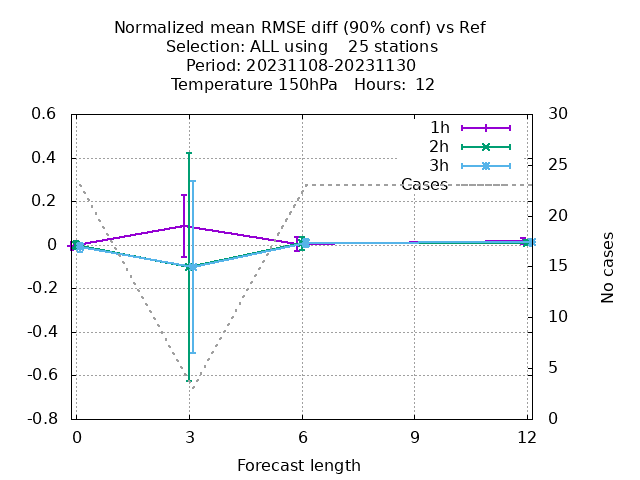 Normalized mean RMSE diff (90% conf) vs Ref
Selection: ALL using    25 stations
Period: 20231108-20231130
Temperature 150hPa   Hours:  12
0.6
0.4
0.2
0
-0.2
-0.4
-0.6
-0.8
30
25
20
15
10
5
0
1h
2h
3h
Cases
No cases
0
3
6
9
12
Forecast length